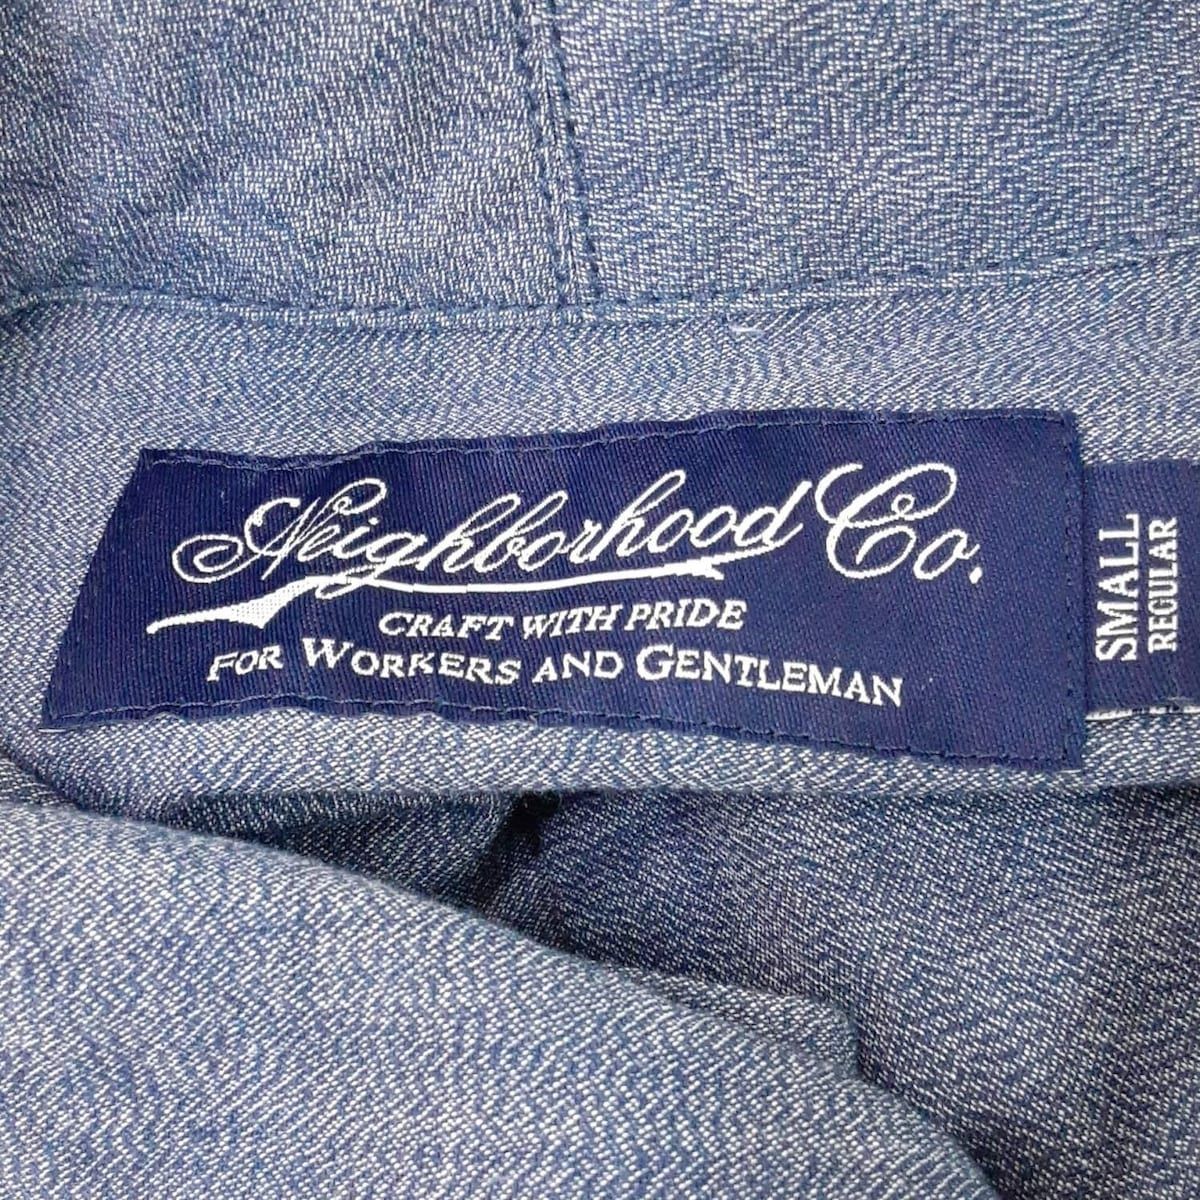 Neighborhood Co.
CRAFT WITH PRIDE
FOR WORKERS AND GENTLEMAN
SMALL
REGULAR